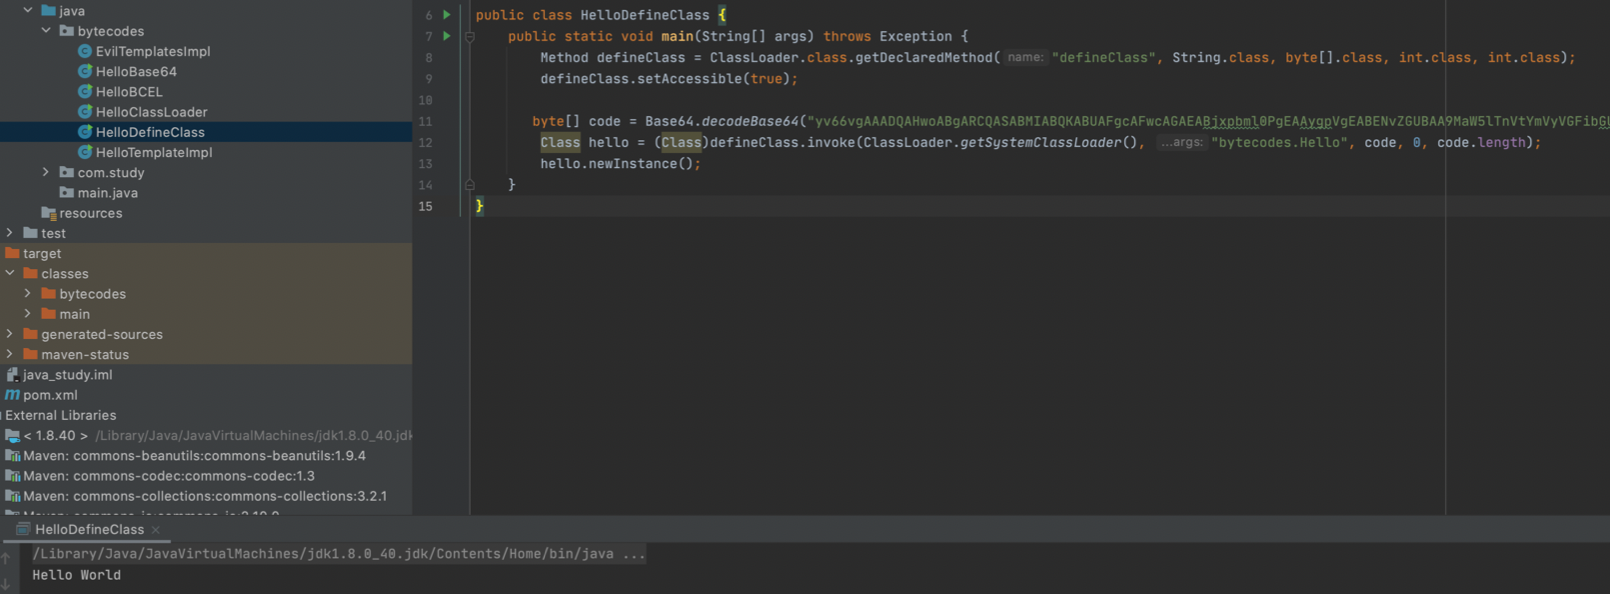 java
bytecodes
EvilTemplatesImpl
HelloBase64
HelloBCEL
HelloClassLoader
HelloDefineClass
HelloTemplateImpl
com.study
main.java
resources
test
target
classes
bytecodes
main
generated-sources
maven-status
java_study.iml
pom.xml
External Libraries
< 1.8.40 > /Library/Java/JavaVirtualMachines/jdk1.8.0_40.jdk
Maven: commons-beanutils:commons-beanutils:1.9.4
Maven: commons-codec:commons-codec:1.3
Maven: commons-collections:commons-collections:3.2.1
6 public class HelloDefineClass {
7 public static void main(String[] args) throws Exception {
8 Method defineClass = ClassLoader.class.getDeclaredMethod( name: "defineClass", String.class, byte[].class, int.class, int.class);
9 defineClass.setAccessible(true);
10
11 byte[] code = Base64.decodeBase64("yv66vgAAADQAHwoABgARCQASABMIABQKABUAFgcAFwcAGAEABjxpbml0PgEAAygpVgEABENvZGUBAA9MaW5lTnVtYmVyVGFibGU
12 Class hello = (Class)defineClass.invoke(ClassLoader.getSystemClassLoader(), ...args: "bytecodes.Hello", code, 0, code.length);
13 hello.newInstance();
14 }
15 }
HelloDefineClass ×
/Library/Java/JavaVirtualMachines/jdk1.8.0_40.jdk/Contents/Home/bin/java ...
Hello World